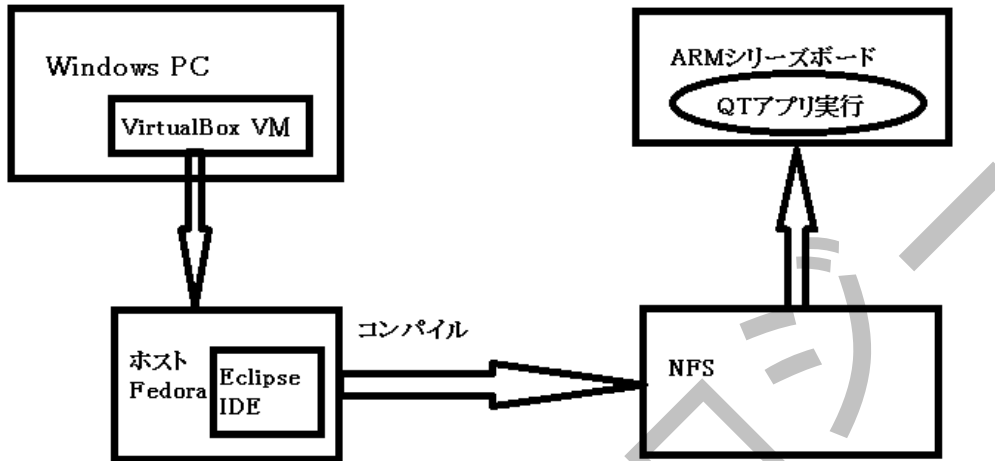 Windows PC
VirtualBox VM
ARMシリーズボード
QTアプリ実行
ホスト
Fedora
Eclipse
IDE
コンパイル
NFS